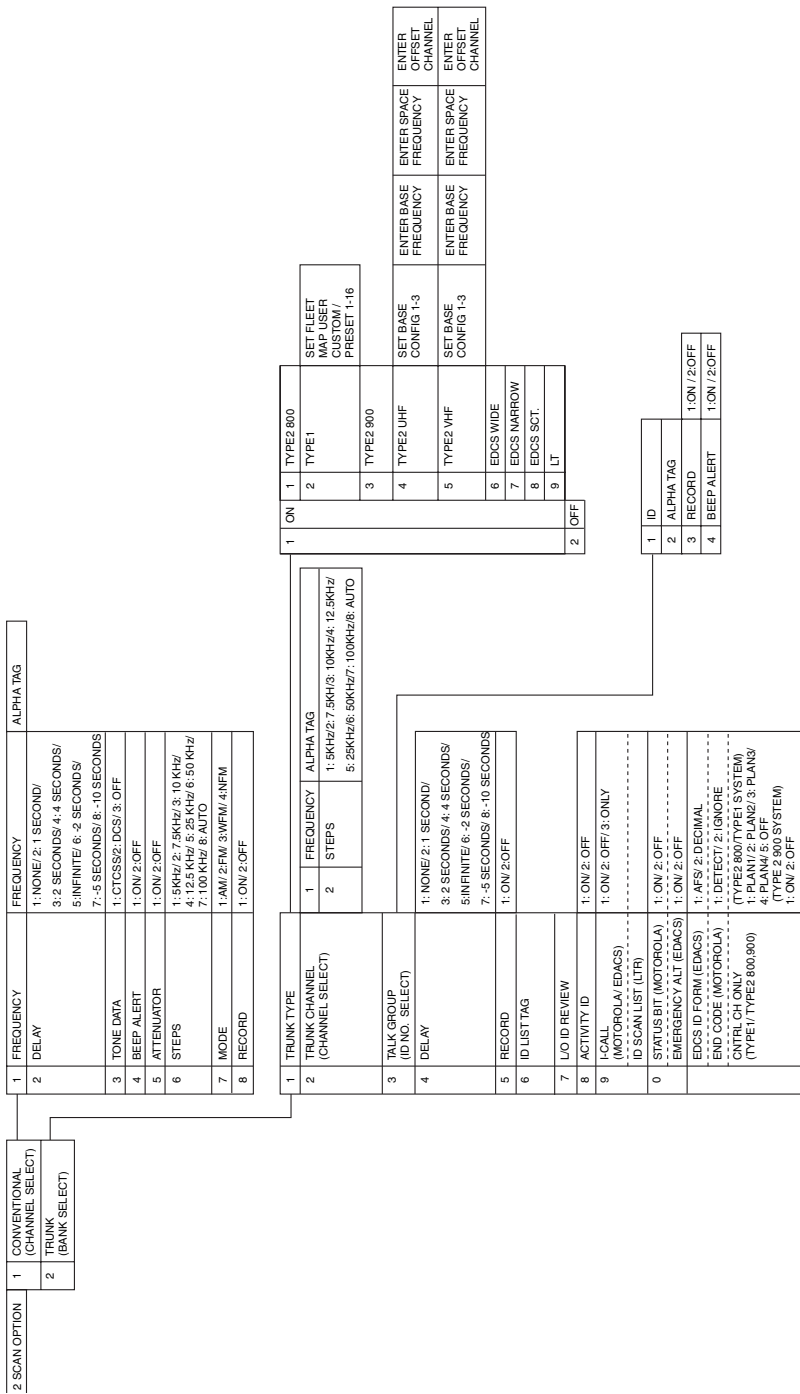 2 SCAN OPTION
1 CONVENTIONAL
(CHANNEL SELECT)
2 TRUNK
(BANK SELECT)
1 FREQUENCY FREQUENCY ALPHA TAG
2 DELAY 1: NONE/ 2: 1 SECOND/
3: 2 SECONDS/ 4: 4 SECONDS/
5:INFINITE/ 6: -2 SECONDS/
7: -5 SECONDS/ 8: -10 SECONDS
3 TONE DATA 1: CTCSS/2: DCS/ 3: OFF
4 BEEP ALERT 1: ON/ 2:OFF
5 ATTENUATOR 1: ON/ 2:OFF
6 STEPS 1: 5KHz/ 2: 7.5KHz/ 3: 10 KHz/
4: 12.5 KHz/ 5: 25 KHz/ 6: 50 KHz/
7: 100 KHz/ 8: AUTO
7 MODE 1:AM/ 2:FM/ 3:WFM/ 4:NFM
8 RECORD 1: ON/ 2:OFF
1 TRUNK TYPE
2 TRUNK CHANNEL
(CHANNEL SELECT)
3 TALK GROUP
(ID NO. SELECT)
4 DELAY 1: NONE/ 2: 1 SECOND/
3: 2 SECONDS/ 4: 4 SECONDS/
5:INFINITE/ 6: -2 SECONDS/
7: -5 SECONDS/ 8: -10 SECONDS
5 RECORD 1: ON/ 2:OFF
6 ID LIST TAG
7 L/O ID REVIEW
8 ACTIVITY ID 1: ON/ 2: OFF
9 I-CALL 1: ON/ 2: OFF/ 3: ONLY
(MOTOROLA/ EDACS)
ID SCAN LIST (LTR)
0 STATUS BIT (MOTOROLA) 1: ON/ 2: OFF
EMERGENCY ALT (EDACS) 1: ON/ 2: OFF
EDCS ID FORM (EDACS) 1: AFS/ 2: DECIMAL
END CODE (MOTOROLA) 1: DETECT/ 2: IGNORE
CNTRL CH ONLY
(TYPE1/ TYPE2 800,900)
(TYPE2 800/TYPE1 SYSTEM)
1: PLAN1/ 2: PLAN2/ 3: PLAN3/
4: PLAN4/ 5: OFF
(TYPE 2 900 SYSTEM)
1: ON/ 2: OFF
1 FREQUENCY ALPHA TAG
2 STEPS 1: 5KHz/2: 7.5KH/3: 10KHz/4: 12.5KHz/
5: 25KHz/6: 50KHz/7: 100KHz/8: AUTO
1 ON
2 OFF
1 TYPE2 800
2 TYPE1 SET FLEET
MAP USER
CUSTOM /
PRESET 1-16
3 TYPE2 900
4 TYPE2 UHF SET BASE
CONFIG 1-3 ENTER BASE
FREQUENCY ENTER SPACE
FREQUENCY ENTER
OFFSET
CHANNEL
5 TYPE2 VHF SET BASE
CONFIG 1-3 ENTER BASE
FREQUENCY ENTER SPACE
FREQUENCY ENTER
OFFSET
CHANNEL
6 EDCS WIDE
7 EDCS NARROW
8 EDCS SCT.
9 LT
1 ID
2 ALPHA TAG
3 RECORD 1:ON / 2:OFF
4 BEEP ALERT 1:ON / 2:OFF